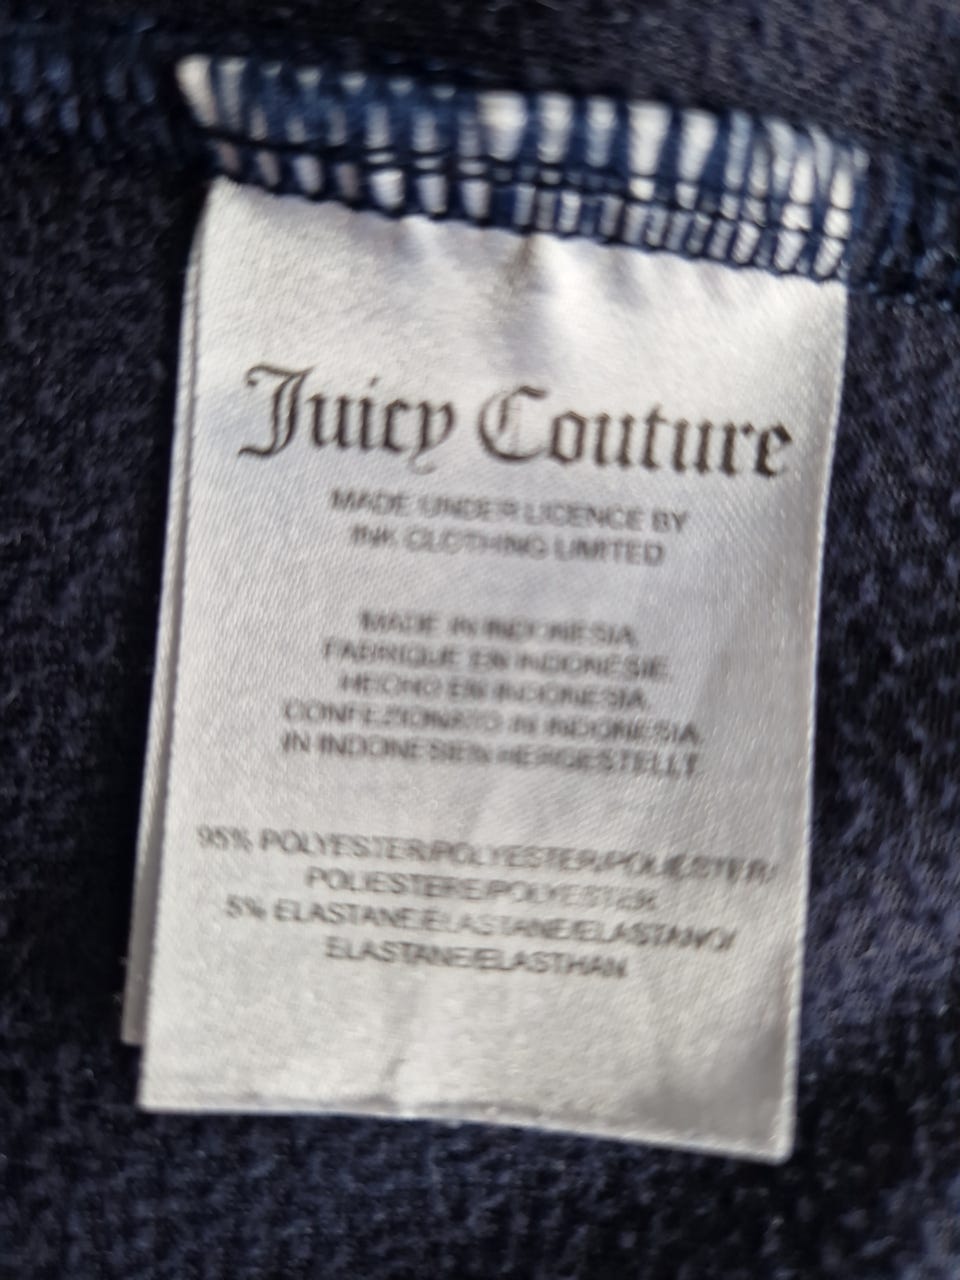 Juicy Couture
MADE UNDER LICENCE BY
INK CLOTHING LIMITED
MADE IN INDONESIA
FABRIQUE EN INDONESIE
HECHO EN INDONESIA
CONFEZIONATO IN INDONESIA
IN INDONESIEN HERGESTELLT
95% POLYESTER/POLYESTER/POLIESTER/
POLIESTERE/POLYESTER
5% ELASTANE/ELASTANE/ELASTANO/
ELASTANE/ELASTHAN